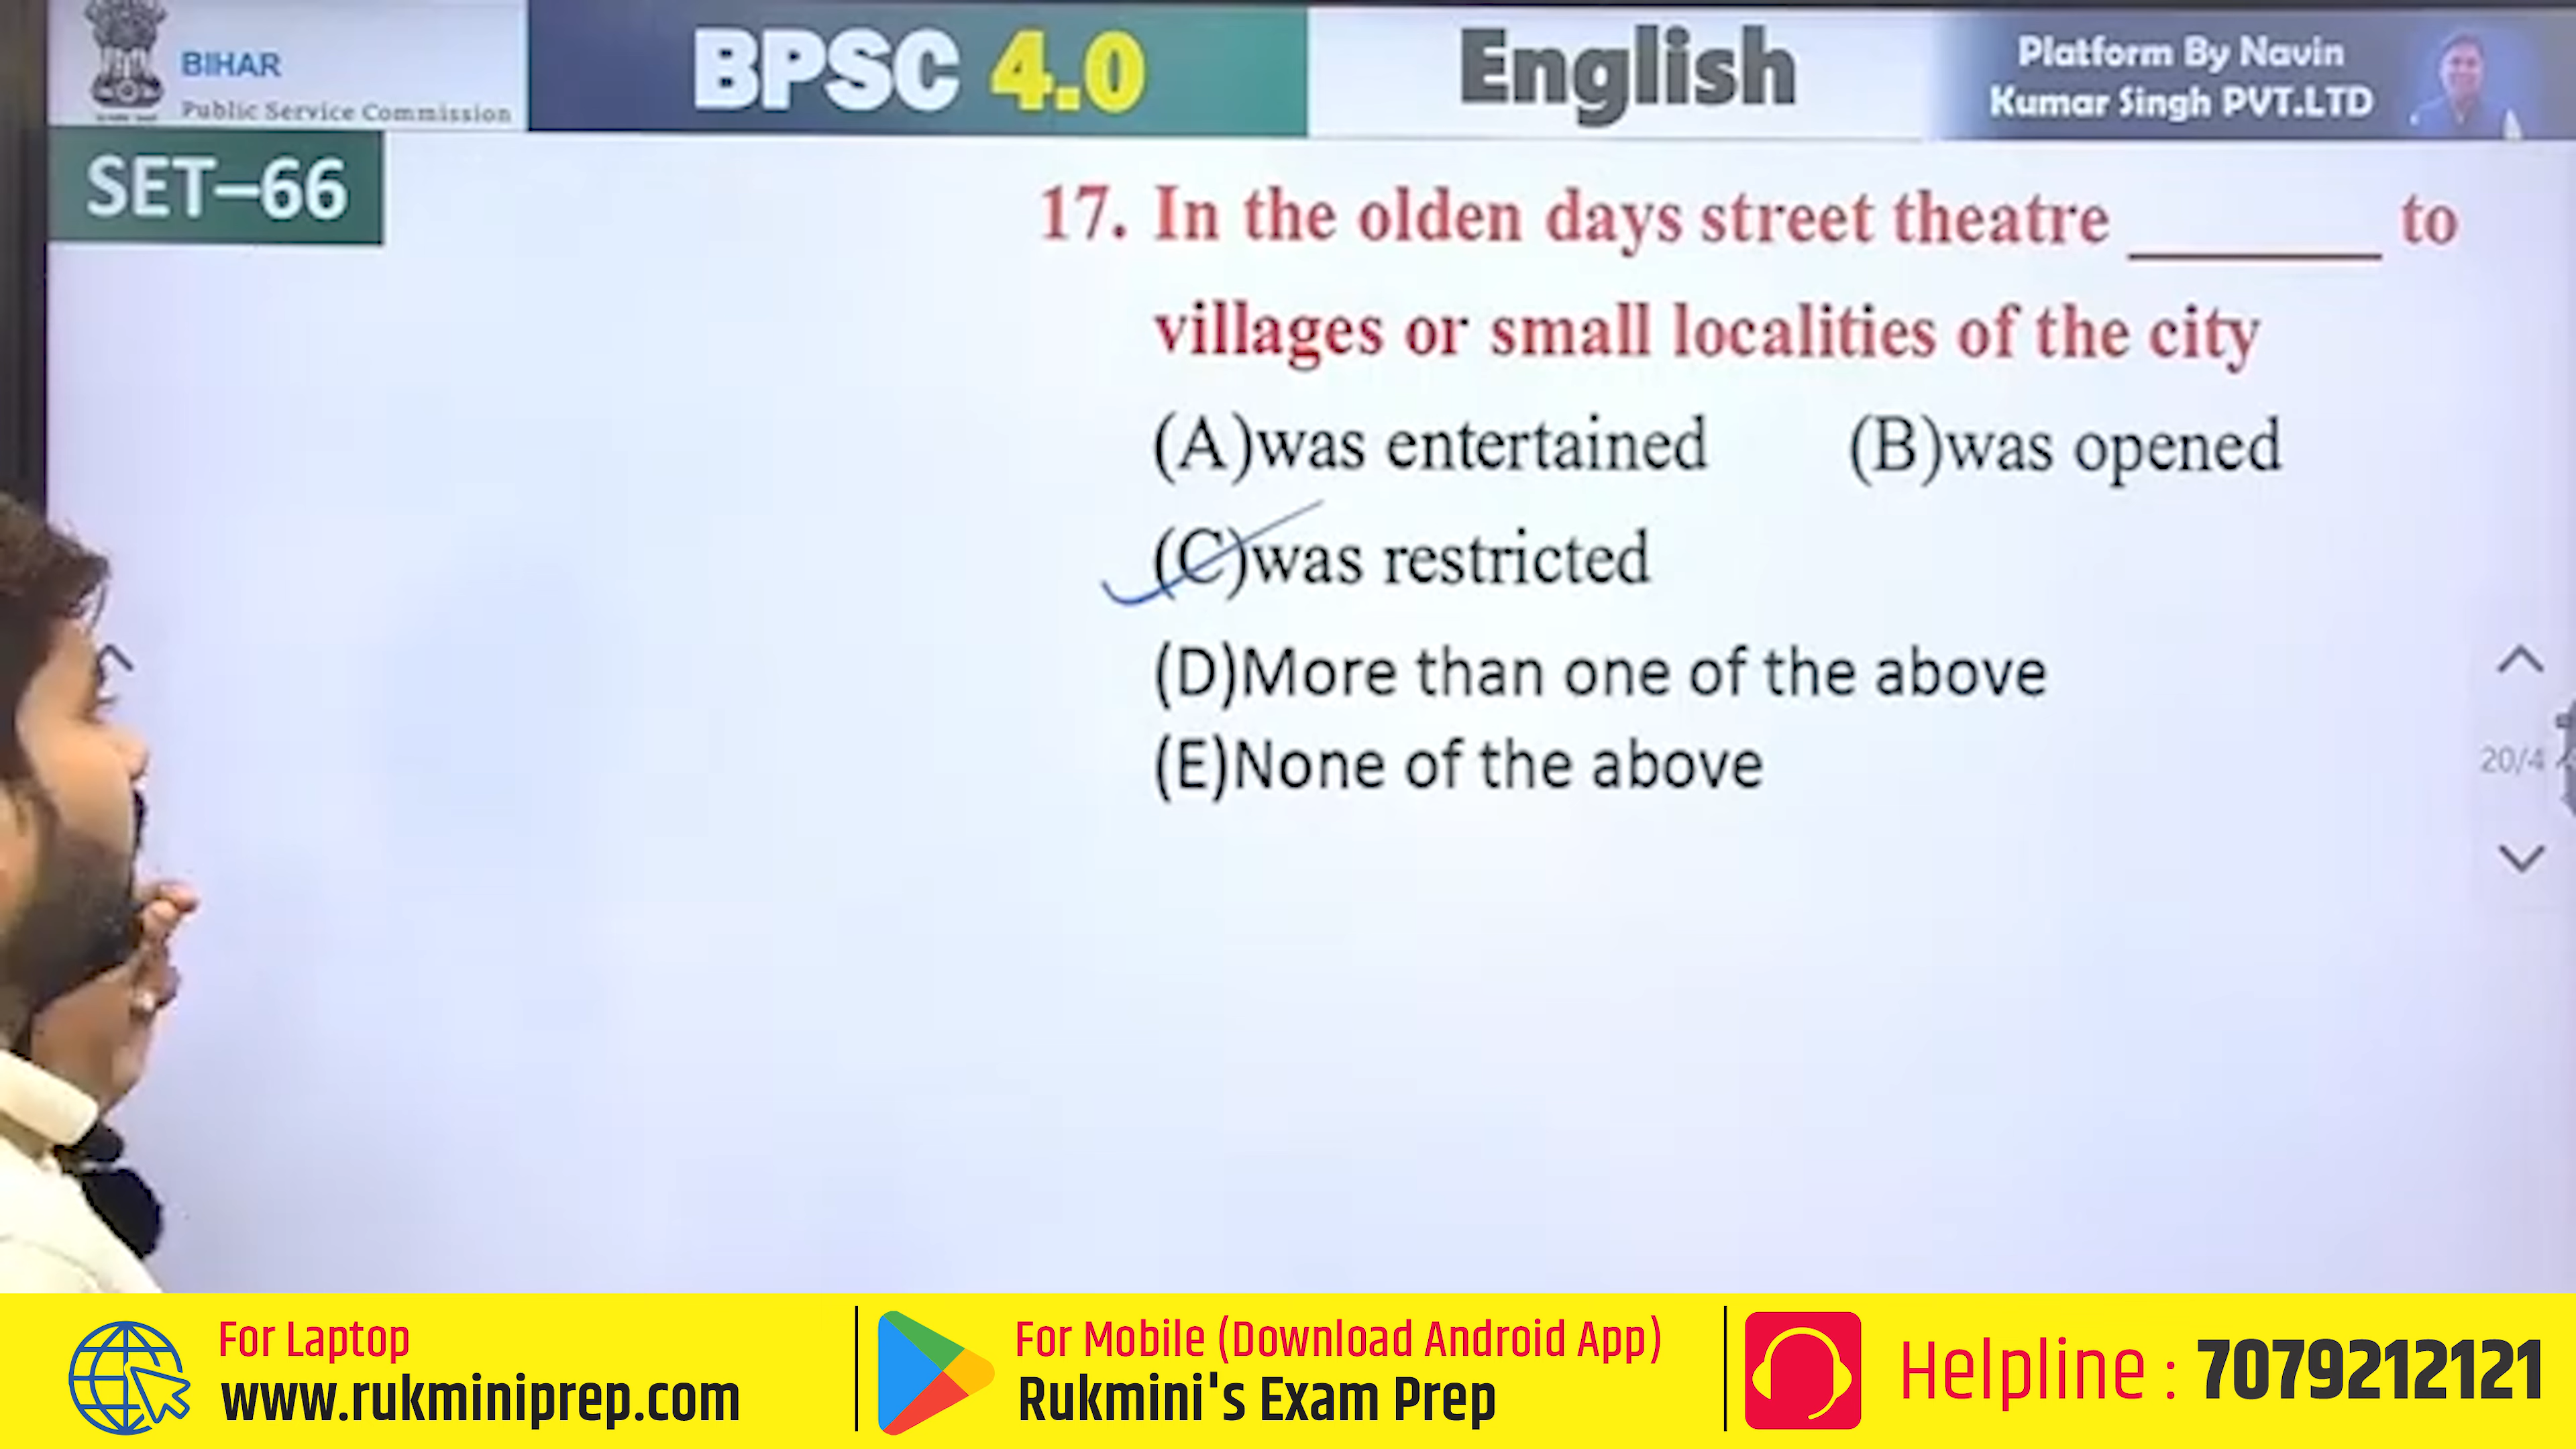 BIHAR
Public Service Commission
BPSC 4.0
English
Platform By Navin
Kumar Singh PVT.LTD
SET–66
17. In the olden days street theatre ________ to
villages or small localities of the city
(A)was entertained (B)was opened
(C)was restricted
(D)More than one of the above
(E)None of the above
20/4
For Laptop
www.rukminiprep.com
For Mobile (Download Android App)
Rukmini's Exam Prep
Helpline : 7079212121